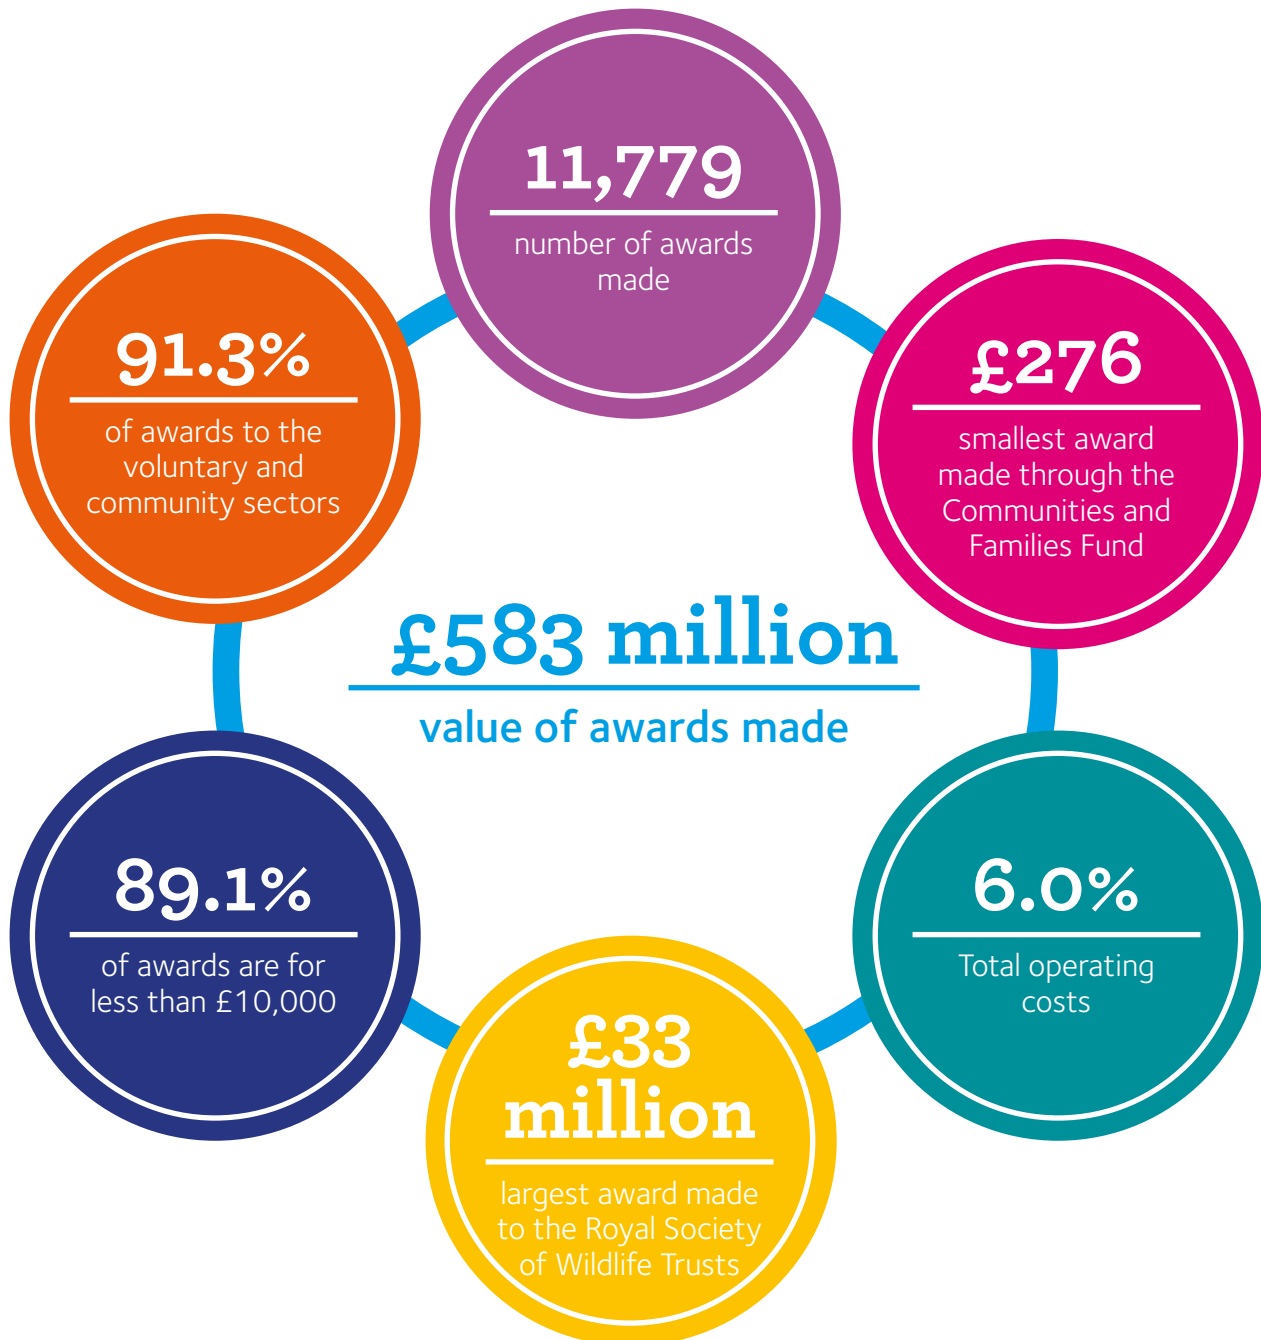 11,779
number of awards
made
91.3%
of awards to the
voluntary and
community sectors
£276
smallest award
made through the
Communities and
Families Fund
£583 million
value of awards made
89.1%
of awards are for
less than £10,000
6.0%
Total operating
costs
£33
million
largest award made
to the Royal Society
of Wildlife Trusts